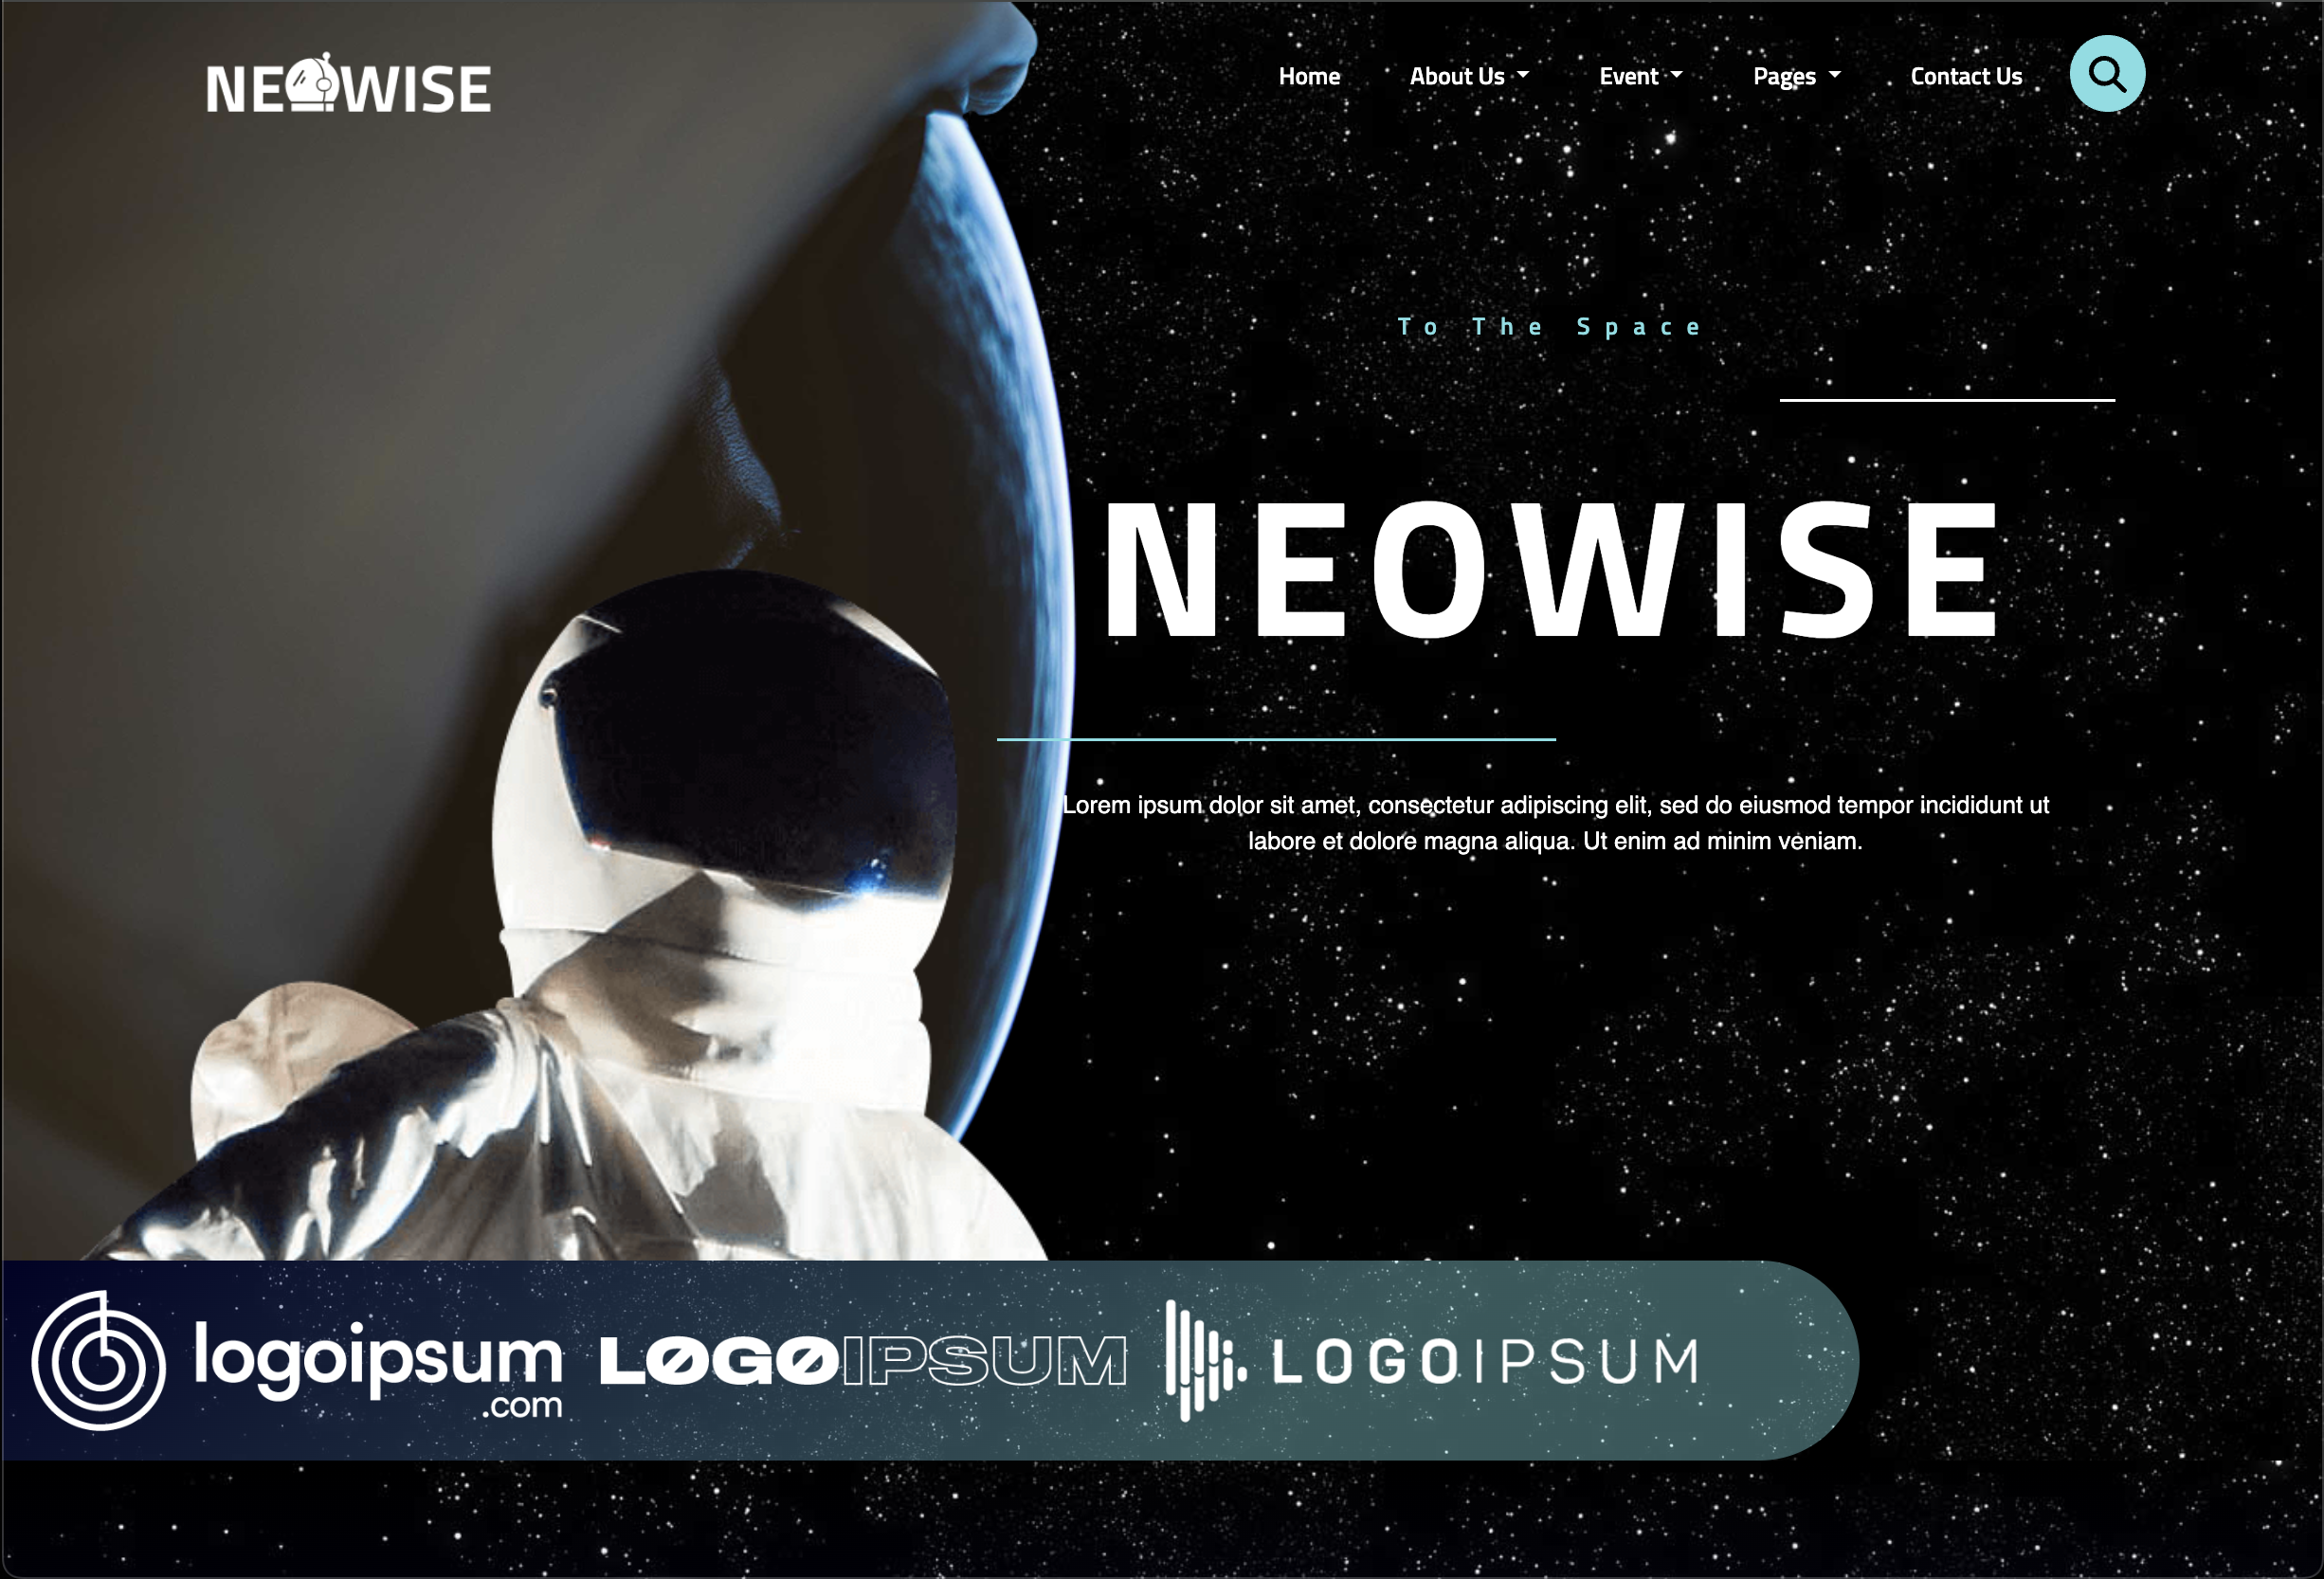 NEOWISE
Home About Us Event Pages Contact Us
To The Space
NEOWISE
Lorem ipsum dolor sit amet, consectetur adipiscing elit, sed do eiusmod tempor incididunt ut
labore et dolore magna aliqua. Ut enim ad minim veniam.
logoipsum
.com
LOGOIPSUM
LOGOIPSUM